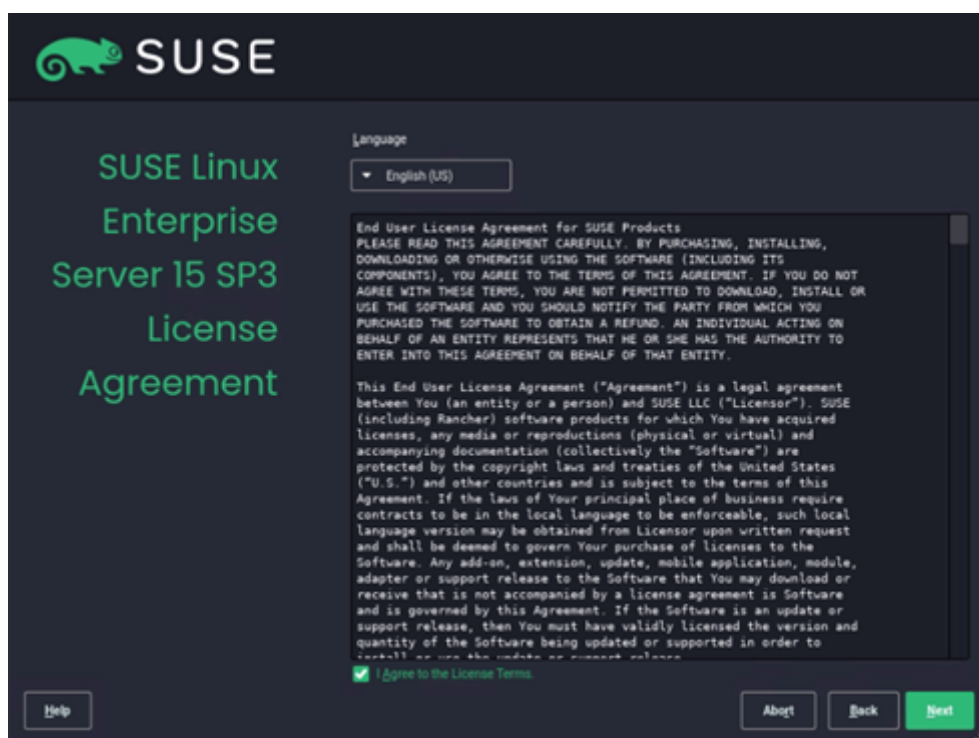 SUSE
SUSE Linux
Enterprise
Server 15 SP3
License
Agreement
Language
English (US)
End User License Agreement for SUSE Products
PLEASE READ THIS AGREEMENT CAREFULLY. BY PURCHASING, INSTALLING,
DOWNLOADING OR OTHERWISE USING THE SOFTWARE (INCLUDING ITS
COMPONENTS), YOU AGREE TO THE TERMS OF THIS AGREEMENT. IF YOU DO NOT
AGREE WITH THESE TERMS, YOU ARE NOT PERMITTED TO DOWNLOAD, INSTALL OR
USE THE SOFTWARE AND YOU SHOULD NOTIFY THE PARTY FROM WHICH YOU
PURCHASED THE SOFTWARE TO OBTAIN A REFUND. AN INDIVIDUAL ACTING ON
BEHALF OF AN ENTITY REPRESENTS THAT HE OR SHE HAS THE AUTHORITY TO
ENTER INTO THIS AGREEMENT ON BEHALF OF THAT ENTITY.
This End User License Agreement (“Agreement”) is a legal agreement
between You (an entity or a person) and SUSE LLC (“Licensor”). SUSE
(including Rancher) software products for which You have acquired
licenses, any media or reproductions (physical or virtual) and
accompanying documentation (collectively the “Software”) are
protected by the copyright laws and treaties of the United States
(“U.S.”) and other countries and is subject to the terms of this
Agreement. If the laws of Your principal place of business require
contracts to be in the local language to be enforceable, such local
language version may be obtained from Licensor upon written request
and shall be deemed to govern Your purchase of licenses to the
Software. Any add-on, extension, update, mobile application, module,
adapter or support release to the Software that You may download or
receive that is not accompanied by a license agreement is Software
and is governed by this Agreement. If the Software is an update or
support release, then You must have validly licensed the version and
quantity of the Software being updated or supported in order to
install or use the update or support release.
I Agree to the License Terms.
Help
Abort
Back
Next